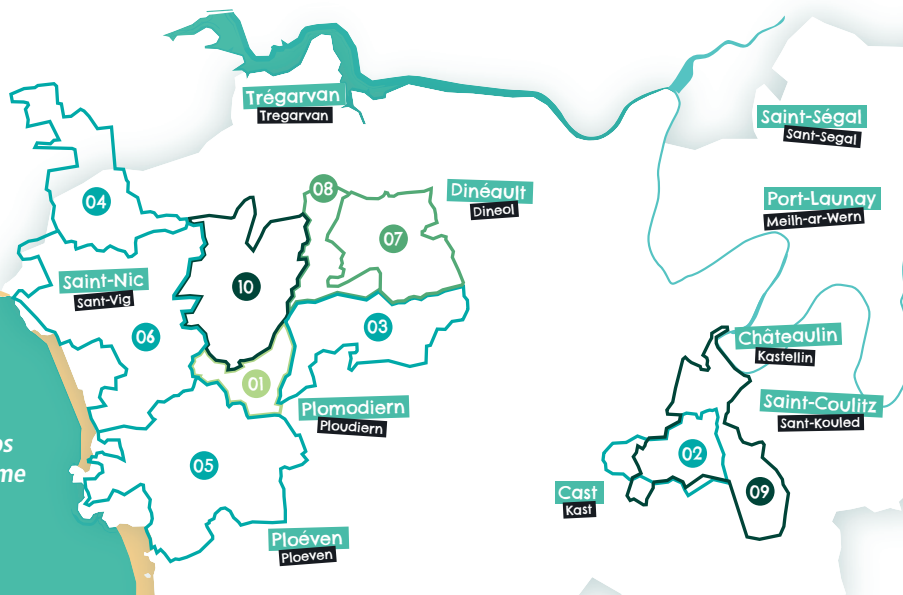 Trégarvan
Tregarvan
Saint-Ségal
Sant-Segal
08
Dinéault
Dineol
Port-Launay
Meilh-ar-Wern
04
07
Saint-Nic
Sant-Vig
10
03
06
Châteaulin
Kastellin
01
Plomodiern
Ploudiern
Saint-Coulitz
Sant-Kouled
05
02
09
me
Cast
Kast
Ploéven
Ploeven